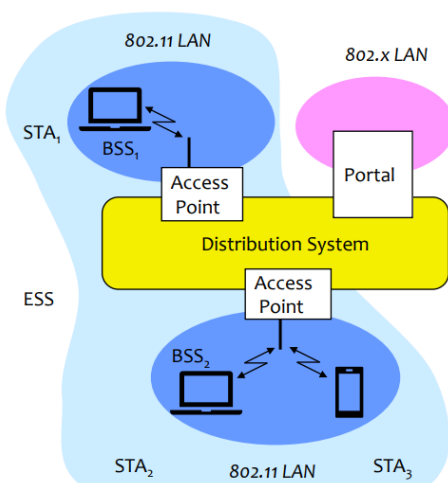 802.11 LAN
802.x LAN
STA₁
BSS₁
Access
Point
Portal
Distribution System
ESS
Access
Point
BSS₂
STA₂
802.11 LAN
STA₃